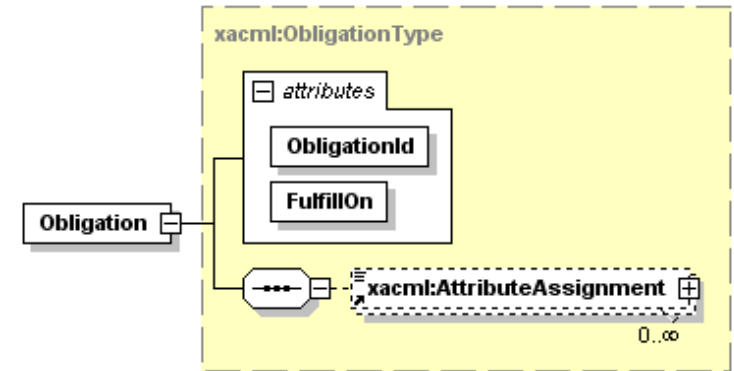 xacml:ObligationType
attributes
ObligationId
FulfillOn
Obligation
xacml:AttributeAssignment
0..∞